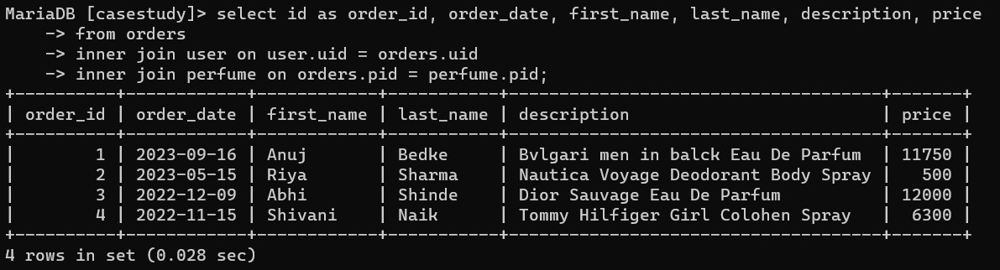 MariaDB [casestudy]> select id as order_id, order_date, first_name, last_name, description, price
    -> from orders
    -> inner join user on user.uid = orders.uid
    -> inner join perfume on orders.pid = perfume.pid;
+----------+------------+------------+-----------+------------------------------------+-------+
| order_id | order_date | first_name | last_name | description                        | price |
+----------+------------+------------+-----------+------------------------------------+-------+
|        1 | 2023-09-16 | Anuj       | Bedke     | Bvlgari men in balck Eau De Parfum | 11750 |
|        2 | 2023-05-15 | Riya       | Sharma    | Nautica Voyage Deodorant Body Spray |   500 |
|        3 | 2022-12-09 | Abhi       | Shinde    | Dior Sauvage Eau De Parfum         | 12000 |
|        4 | 2022-11-15 | Shivani    | Naik      | Tommy Hilfiger Girl Colohen Spray  |  6300 |
+----------+------------+------------+-----------+------------------------------------+-------+
4 rows in set (0.028 sec)